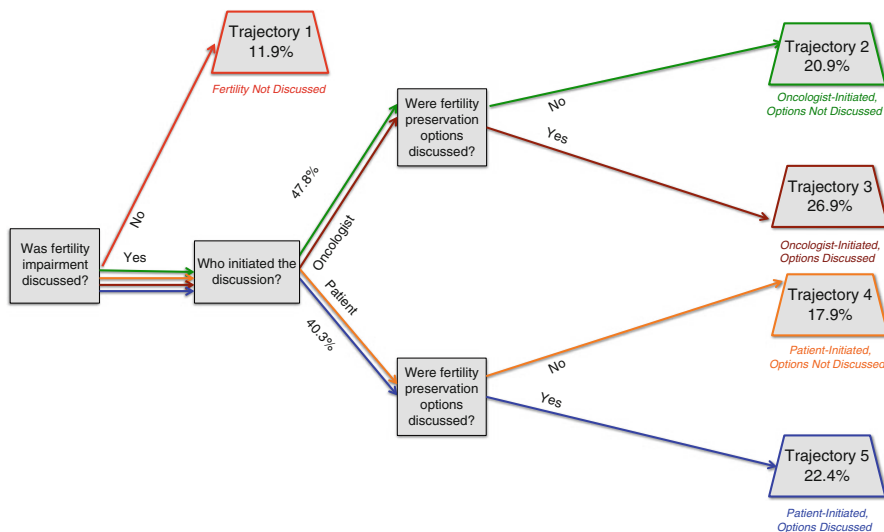 Trajectory 1
11.9%
Fertility Not Discussed
Trajectory 2
20.9%
Oncologist-Initiated,
Options Not Discussed
No
Were fertility
preservation
options
discussed?
Yes
47.8%
Oncologist
Trajectory 3
26.9%
Oncologist-Initiated,
Options Discussed
No
Was fertility
impairment
discussed?
Yes
Who initiated the
discussion?
Patient
40.3%
Trajectory 4
17.9%
Patient-Initiated,
Options Not Discussed
No
Were fertility
preservation
options
discussed?
Yes
Trajectory 5
22.4%
Patient-Initiated,
Options Discussed